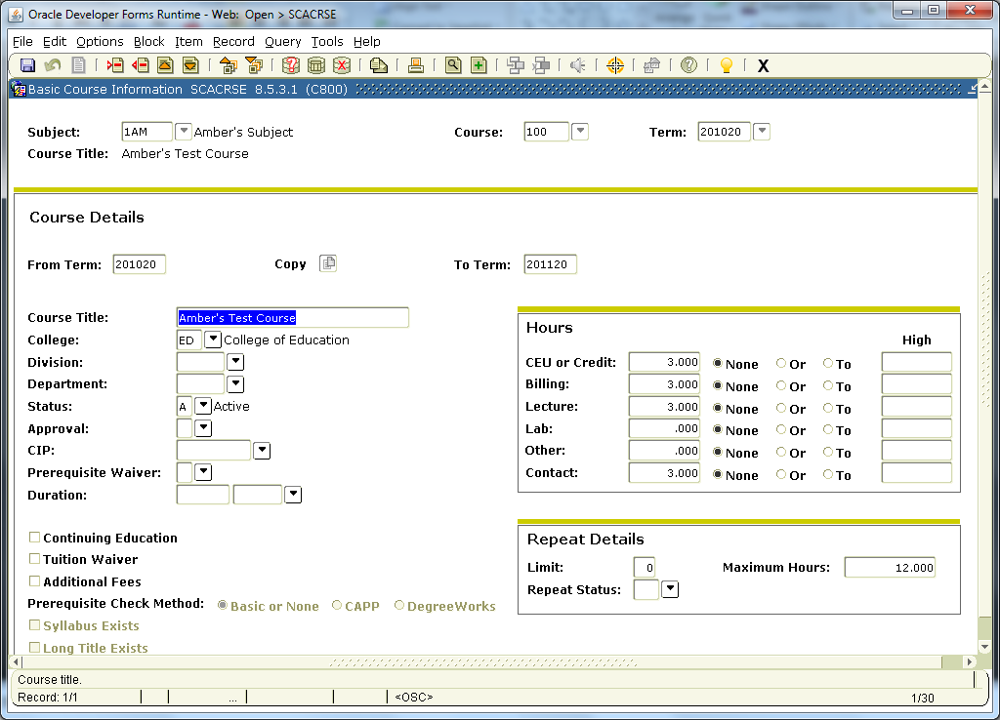 Oracle Developer Forms Runtime - Web:  Open > SCACRSE
File Edit Options Block Item Record Query Tools Help
Basic Course Information  SCACRSE  8.5.3.1  (C800)
Subject: 1AM Amber's Subject Course: 100 Term: 201020
Course Title: Amber's Test Course
Course Details
From Term: 201020 Copy To Term: 201120
Course Title: Amber's Test Course
College: ED College of Education
Division:
Department:
Status: A Active
Approval:
CIP:
Prerequisite Waiver:
Duration:
Hours
High
CEU or Credit: 3.000 None Or To
Billing: 3.000 None Or To
Lecture: 3.000 None Or To
Lab: .000 None Or To
Other: .000 None Or To
Contact: 3.000 None Or To
Continuing Education
Tuition Waiver
Additional Fees
Prerequisite Check Method: Basic or None CAPP DegreeWorks
Syllabus Exists
Long Title Exists
Repeat Details
Limit: 0 Maximum Hours: 12.000
Repeat Status:
Course title.
Record: 1/1 ... <OSC> 1/30